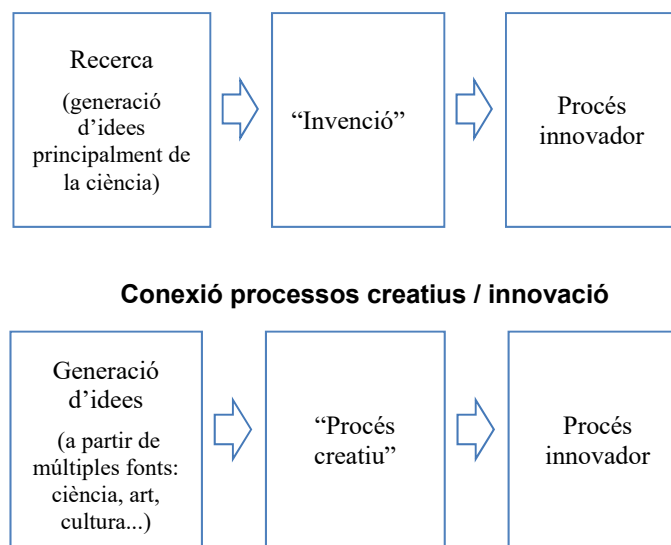 Recerca
(generació
d’idees
principalment de
la ciència)
“Invenció”
Procés
innovador
Conexió processos creatius / innovació
Generació
d’idees
(a partir de
múltiples fonts:
ciència, art,
cultura...)
“Procés
creatiu”
Procés
innovador